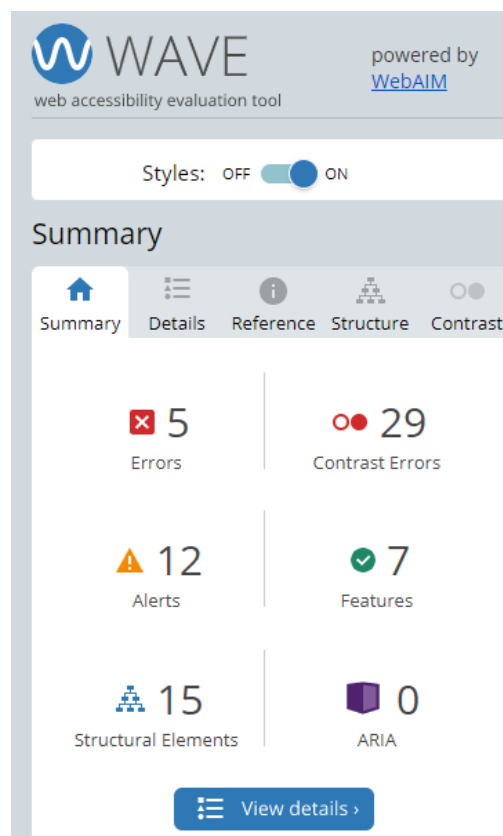 WAVE
powered by
WebAIM
web accessibility evaluation tool
Styles: OFF ON
Summary
Summary Details Reference Structure Contrast
5 29
Errors Contrast Errors
12 7
Alerts Features
15 0
Structural Elements ARIA
View details ›